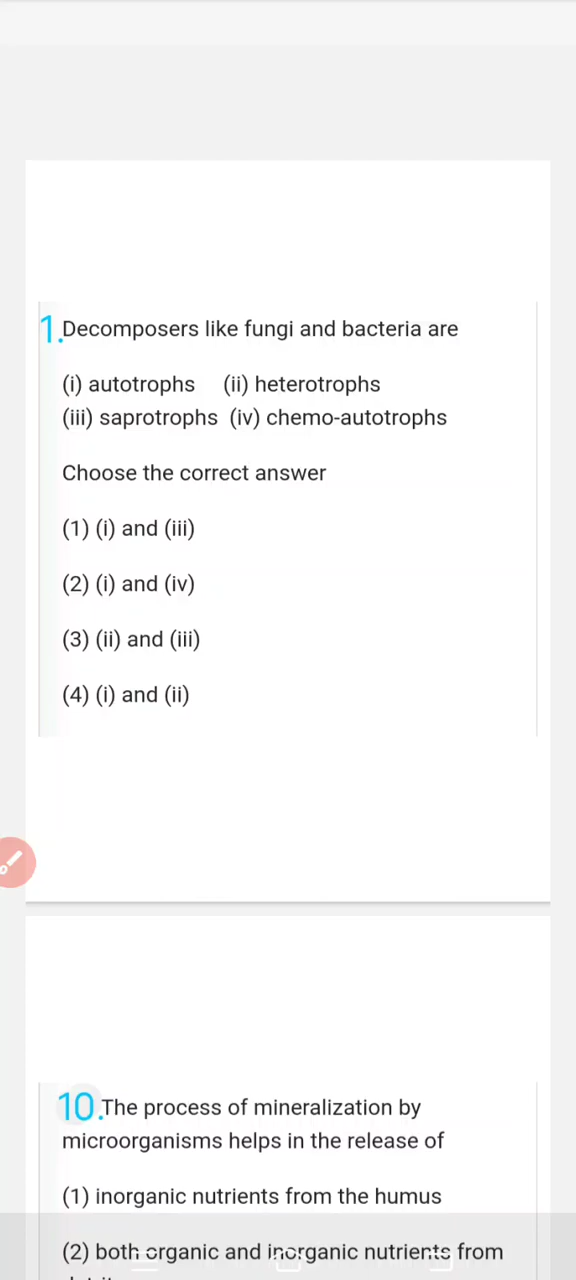 1.Decomposers like fungi and bacteria are
(i) autotrophs (ii) heterotrophs
(iii) saprotrophs (iv) chemo-autotrophs
Choose the correct answer
(1) (i) and (iii)
(2) (i) and (iv)
(3) (ii) and (iii)
(4) (i) and (ii)
10.The process of mineralization by
microorganisms helps in the release of
(1) inorganic nutrients from the humus
(2) both organic and inorganic nutrients from